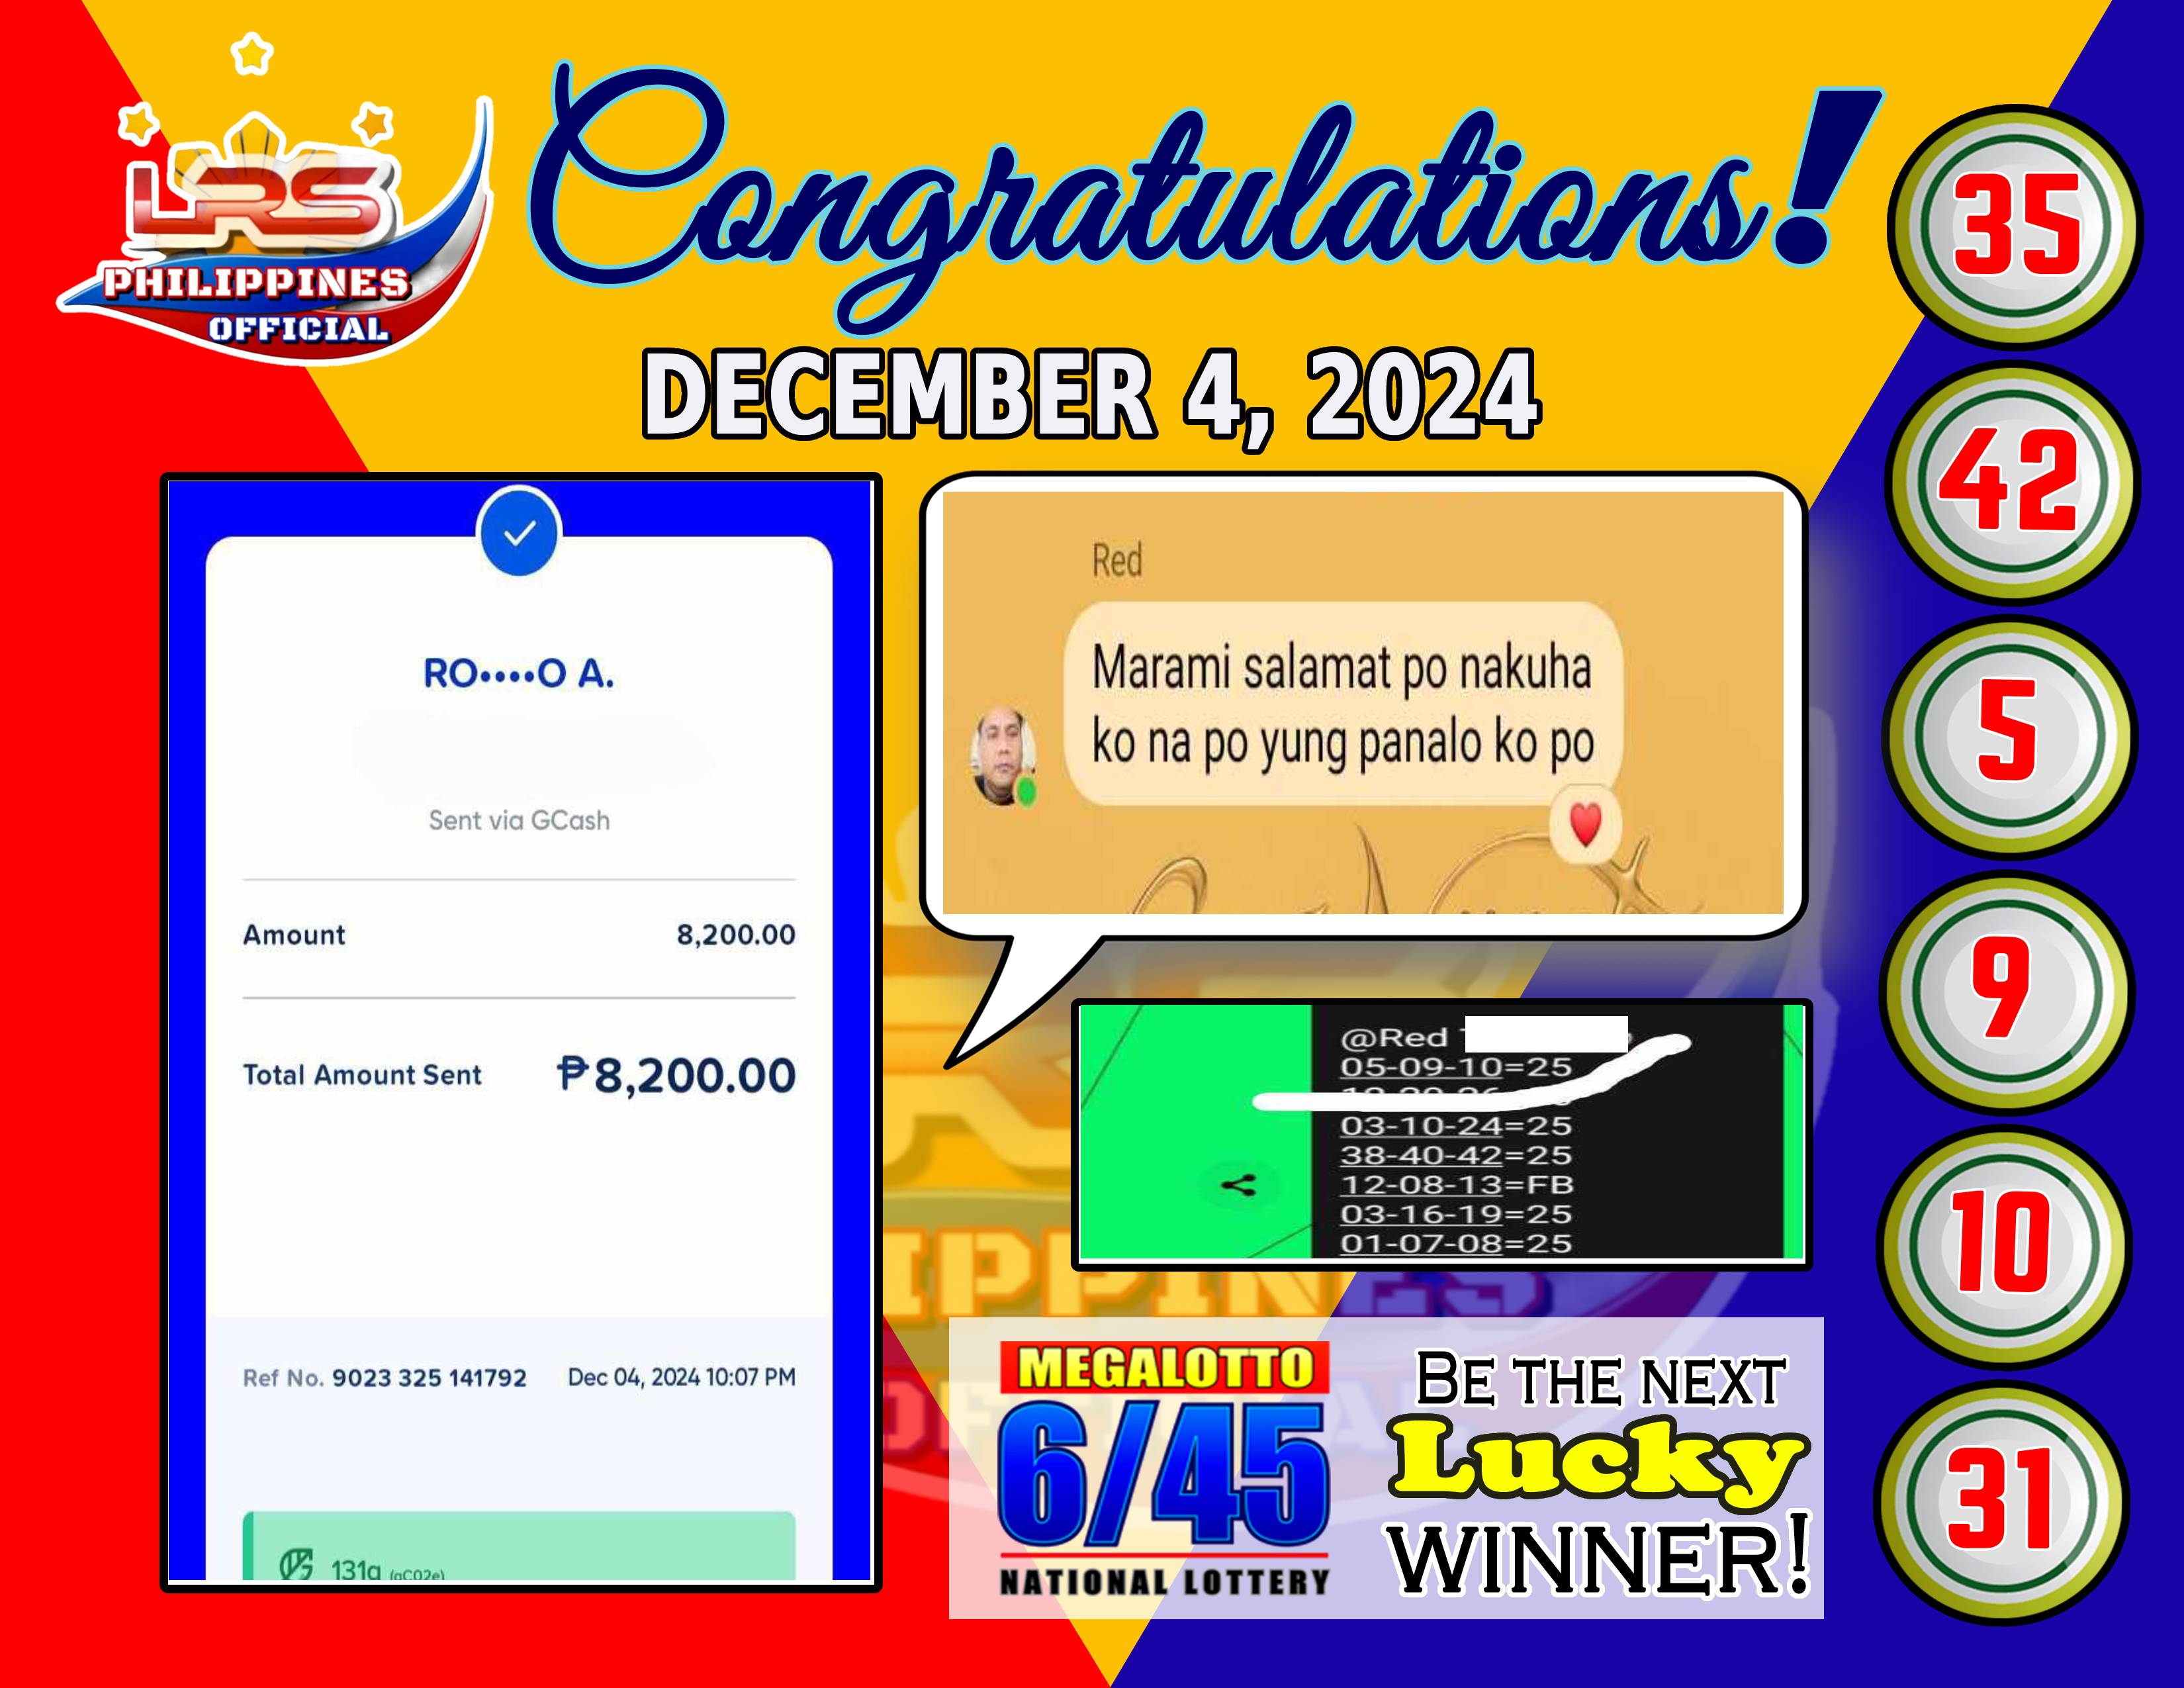 LRS
PHILIPPINES
OFFICIAL
Congratulations!
DECEMBER 4, 2024
RO••••O A.
Sent via GCash
Amount 8,200.00
Total Amount Sent ₱8,200.00
Ref No. 9023 325 141792 Dec 04, 2024 10:07 PM
131g (gCO2e)
Red
Marami salamat po nakuha
ko na po yung panalo ko po
@Red
05-09-10=25
03-10-24=25
38-40-42=25
12-08-13=FB
03-16-19=25
01-07-08=25
MEGALOTTO
6/45
NATIONAL LOTTERY
BE THE NEXT
Lucky
WINNER!
35
42
5
9
10
31